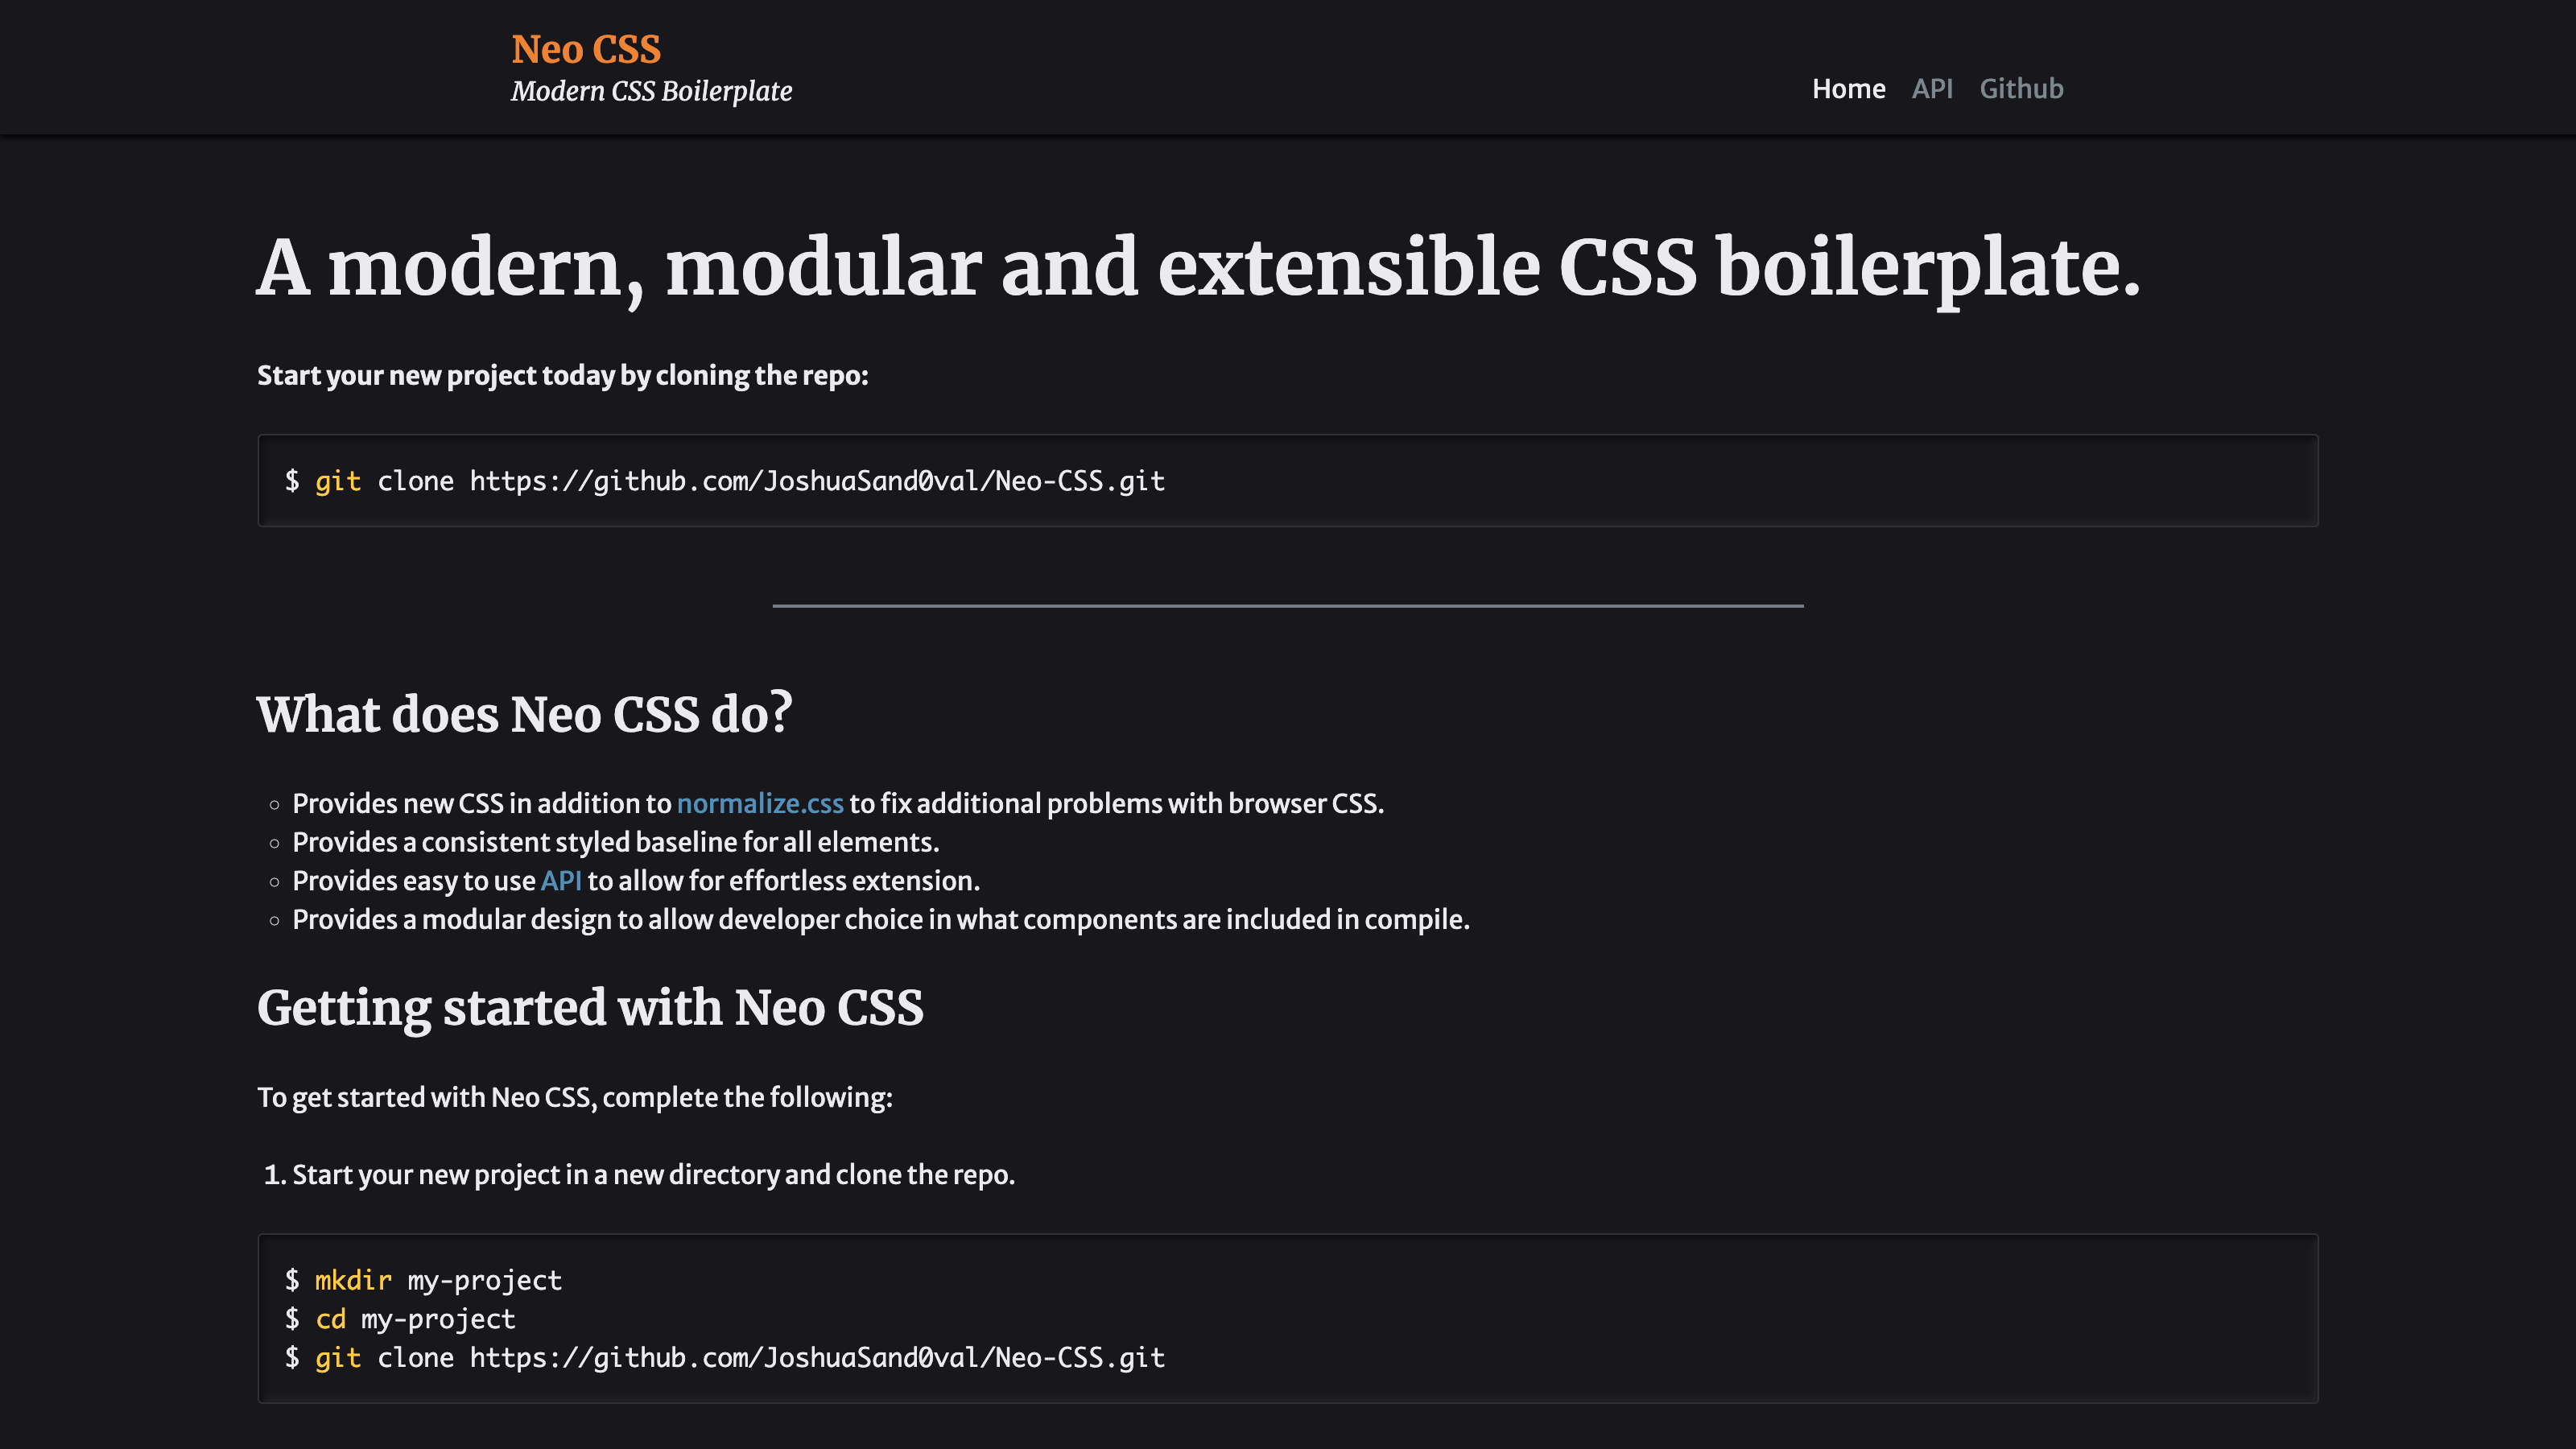 Neo CSS
Modern CSS Boilerplate
Home API Github
A modern, modular and extensible CSS boilerplate.
Start your new project today by cloning the repo:
$ git clone https://github.com/JoshuaSand0val/Neo-CSS.git
What does Neo CSS do?
Provides new CSS in addition to normalize.css to fix additional problems with browser CSS.
Provides a consistent styled baseline for all elements.
Provides easy to use API to allow for effortless extension.
Provides a modular design to allow developer choice in what components are included in compile.
Getting started with Neo CSS
To get started with Neo CSS, complete the following:
1. Start your new project in a new directory and clone the repo.
$ mkdir my-project
$ cd my-project
$ git clone https://github.com/JoshuaSand0val/Neo-CSS.git